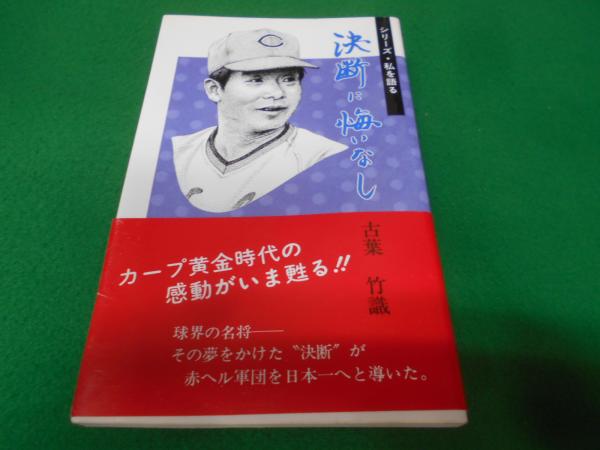 シリーズ・私を語る
決断に悔いなし
C
古葉 竹識
カープ黄金時代の
感動がいま甦る!!
球界の名将──
その夢をかけた〝決断〟が
赤ヘル軍団を日本一へと導いた。